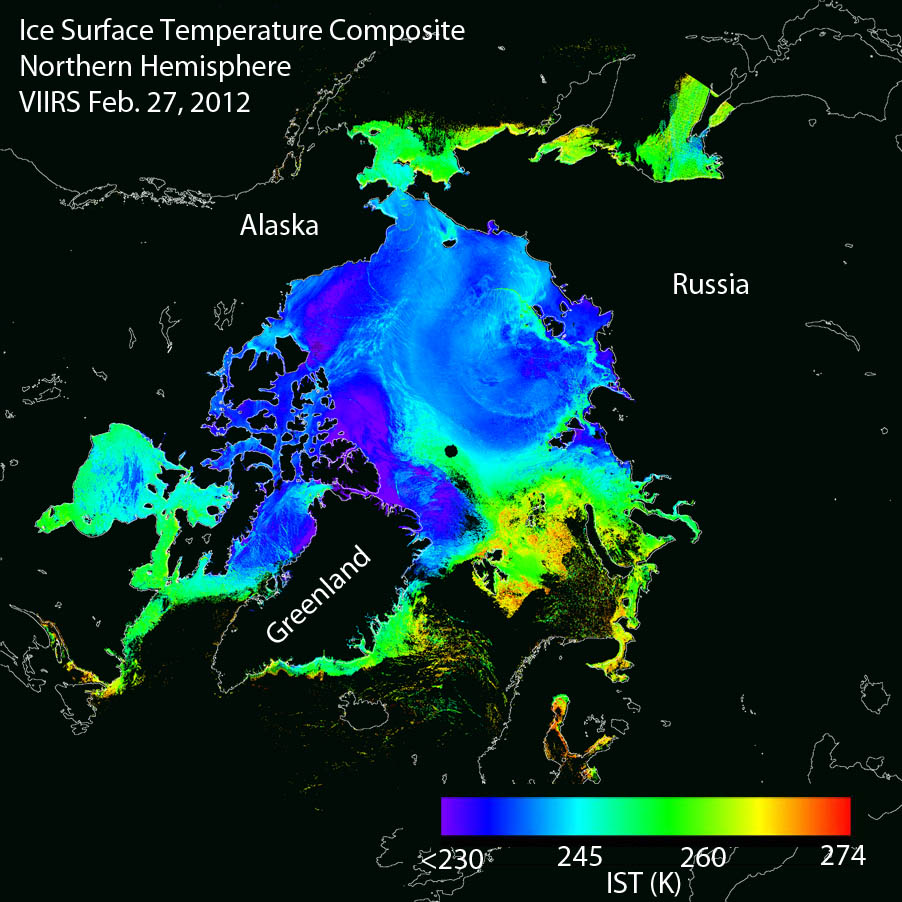 Ice Surface Temperature Composite
Northern Hemisphere
VIIRS Feb. 27, 2012
Alaska
Russia
Greenland
<230 245 260 274
IST (K)